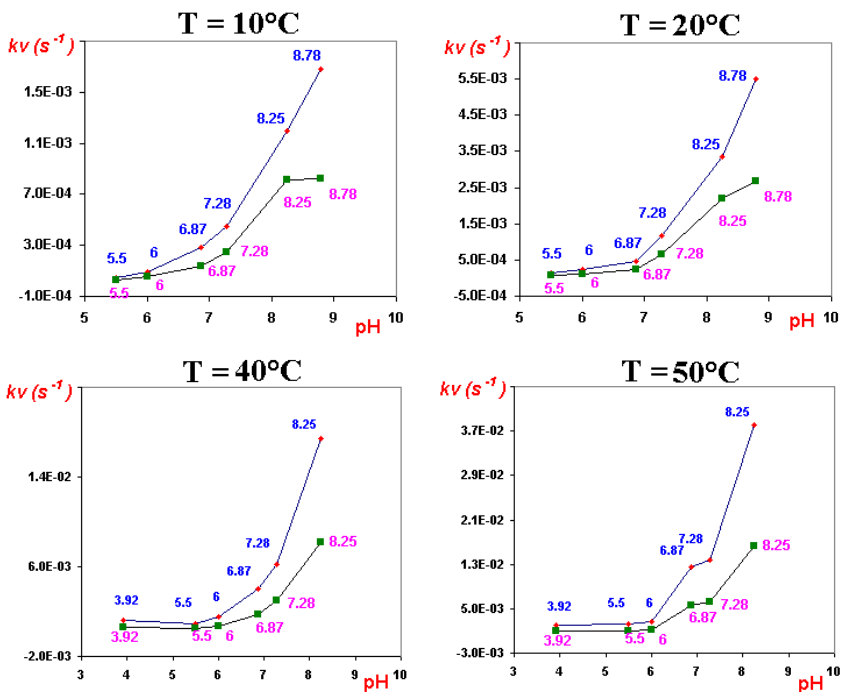 T = 10°C
kv (s⁻¹)
1.5E-03
1.1E-03
7.0E-04
3.0E-04
-1.0E-04
8.78
8.25
7.28
6.87
6
5.5
8.78
8.25
7.28
6.87
6
5.5
5 6 7 8 9 10
pH
T = 20°C
kv (s⁻¹)
5.5E-03
3.5E-03
2.5E-03
5.0E-04
-5.0E-04
8.78
8.25
7.28
6.87
6
5.5
8.78
8.25
7.28
6.87
6
5.5
5 6 7 8 9 10
pH
T = 40°C
kv (s⁻¹)
1.4E-02
6.0E-03
-2.0E-03
8.25
7.28
6.87
6
5.5
3.92
8.25
7.28
6.87
6
5.5
3.92
3 4 5 6 7 8 9 10
pH
T = 50°C
kv (s⁻¹)
3.7E-02
2.9E-02
2.1E-02
1.3E-02
5.0E-03
-3.0E-03
8.25
7.28
6.87
6
5.5
3.92
8.25
7.28
6.87
6
5.5
3.92
3 4 5 6 7 8 9 10
pH